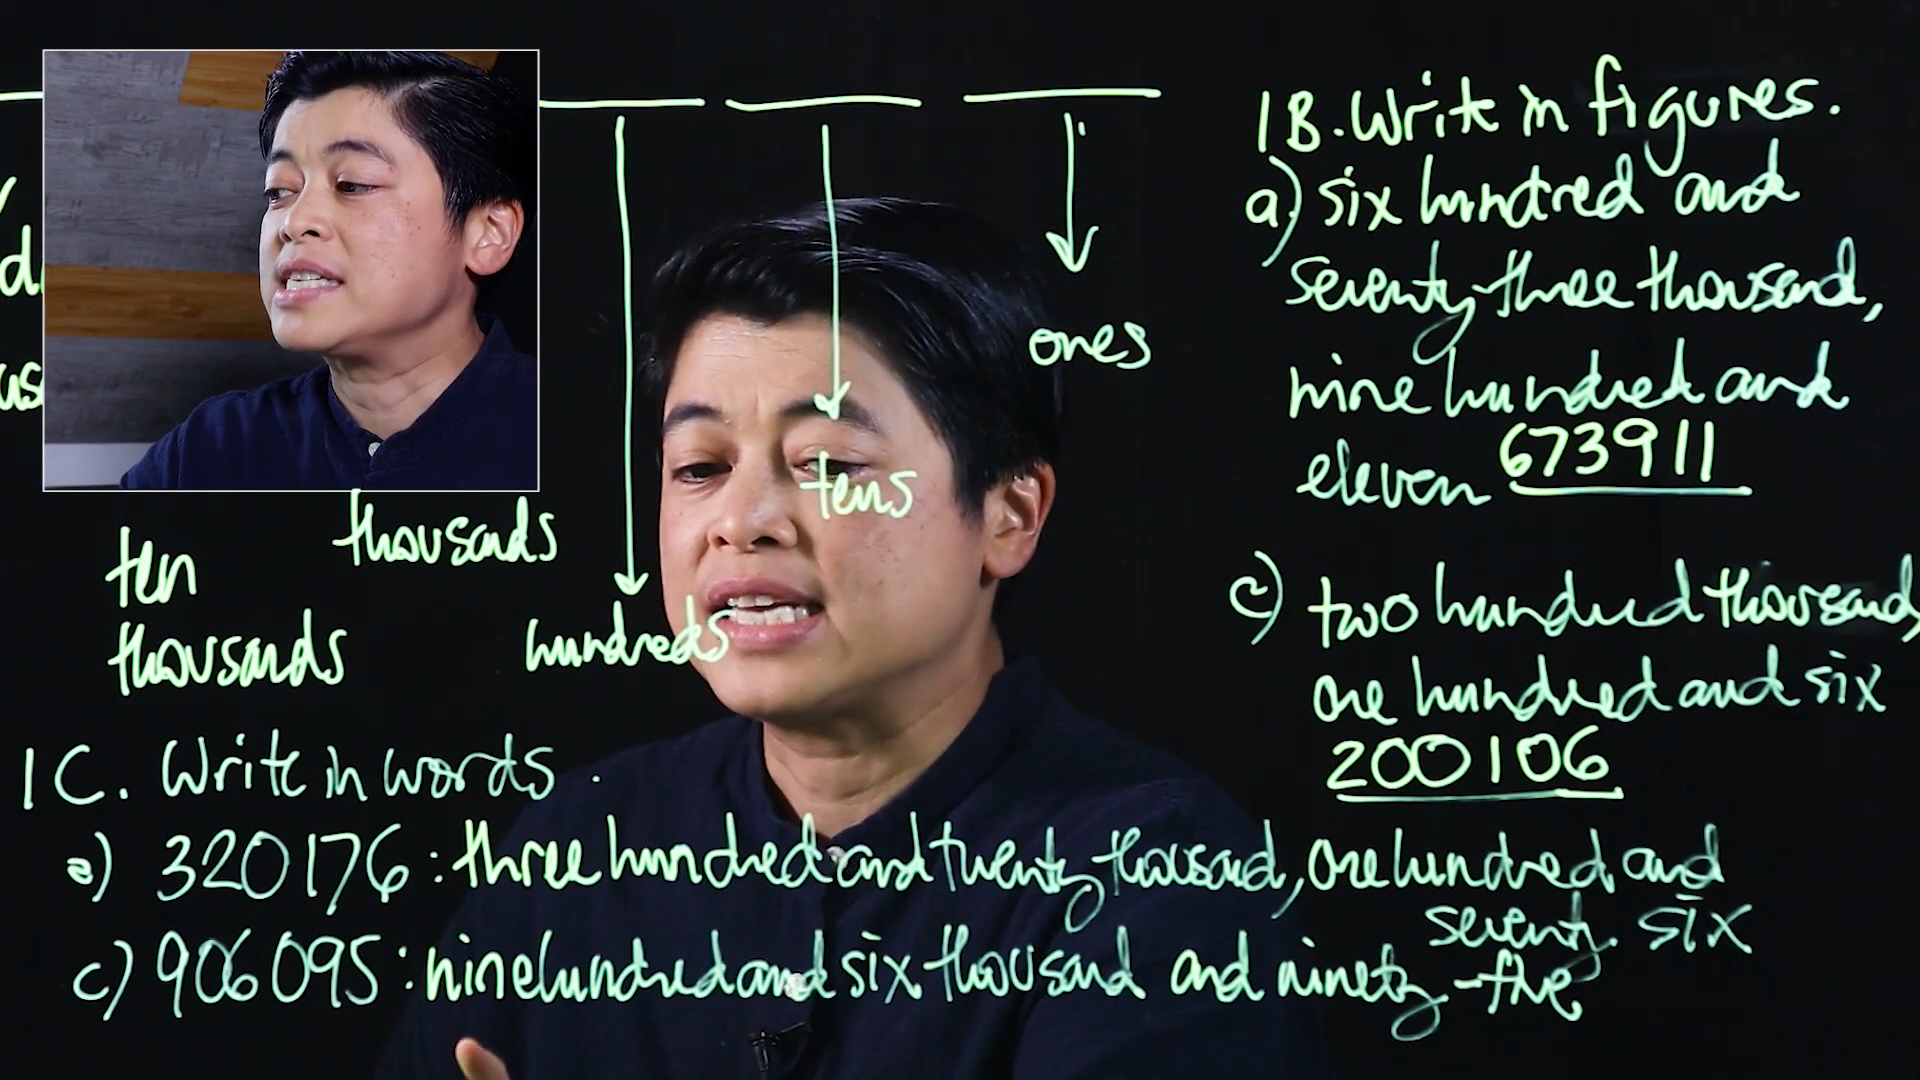 ones
tens
thousands
ten
thousands
hundreds
1B. Write in figures.
a) six hundred and
seventy-three thousand,
nine hundred and
eleven 673911
c) two hundred thousand,
one hundred and six
200106
1C. Write in words.
a) 320176: three hundred and twenty thousand, one hundred and
seventy six
c) 906095: nine hundred and six thousand and ninety-five